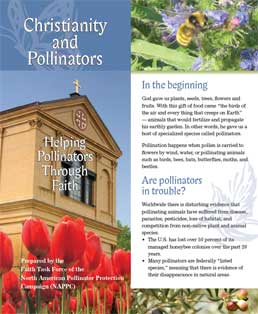 Christianity
and
Pollinators
Helping
Pollinators
Through
Faith
Prepared by the
Faith Task Force of the
North American Pollinator Protection
Campaign (NAPPC)
In the beginning
God gave us plants, seeds, trees, flowers and
fruits. With this gift of food came "the birds of
the air and every thing that creeps on Earth"
— animals that would fertilize and propagate
his earthly garden. In other words, he gave us a
host of specialized species called pollinators.
Pollination happens when pollen is carried to
flowers by wind, water, or pollinating animals
such as birds, bees, bats, butterflies, moths, and
beetles.
Are pollinators
in trouble?
Worldwide there is disturbing evidence that
pollinating animals have suffered from disease,
parasites, pesticides, loss of habitat, and
competition from non-native plant and animal
species.
• The U.S. has lost over 50 percent of its
managed honeybee colonies over the past 10
years.
• Many pollinators are federally "listed
species," meaning that there is evidence of
their disappearance in natural areas.